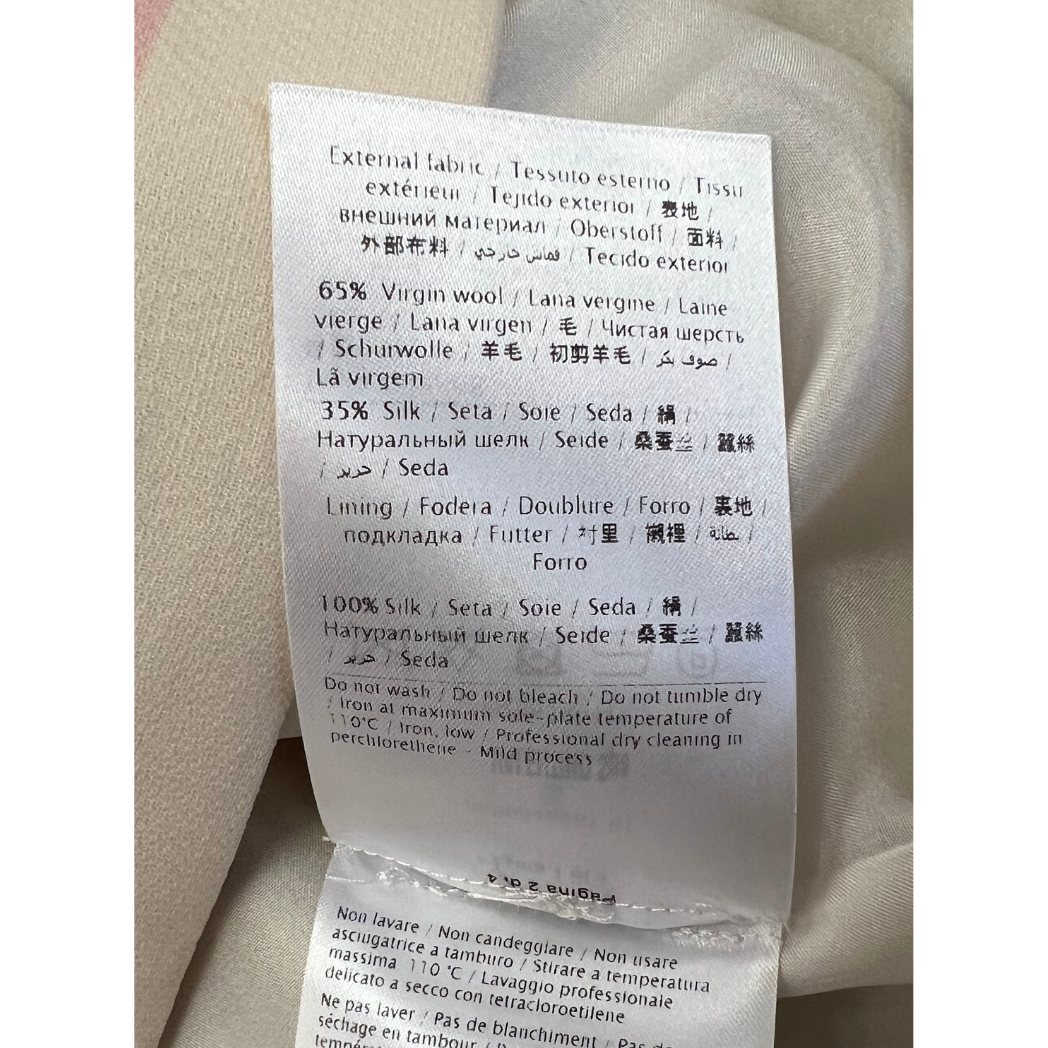 External fabric / Tessuto esterno / Tissu
extérieur / Tejido exterior / 表地 /
внешний материал / Oberstoff / 面料 /
外部布料 / قماش خارجي / Tecido exterior
65% Virgin wool / Lana vergine / Laine
vierge / Lana virgen / 毛 / Чистая шерсть
/ Schurwolle / 羊毛 / 初剪羊毛 / صوف بكر /
Lã virgem
35% Silk / Seta / Soie / Seda / 絹 /
Натуральный шелк / Seide / 桑蚕丝 / 蠶絲
/ حرير / Seda
Lining / Fodera / Doublure / Forro / 裏地 /
подкладка / Futter / 衬里 / 襯裡 / بطانة /
Forro
100% Silk / Seta / Soie / Seda / 絹 /
Натуральный шелк / Seide / 桑蚕丝 / 蠶絲
/ حرير / Seda
Do not wash / Do not bleach / Do not tumble dry
/ Iron at maximum sole-plate temperature of
110°C / Iron, low / Professional dry cleaning in
perchlorethene - Mild process
Pagina 2 di 4
Non lavare / Non candeggiare / Non usare
asciugatrice a tamburo / Stirare a temperatura
massima 110 °C / Lavaggio professionale
delicato a secco con tetracloroetilene
Ne pas laver / Pas de blanchiment / Pas de
séchage en tambour /